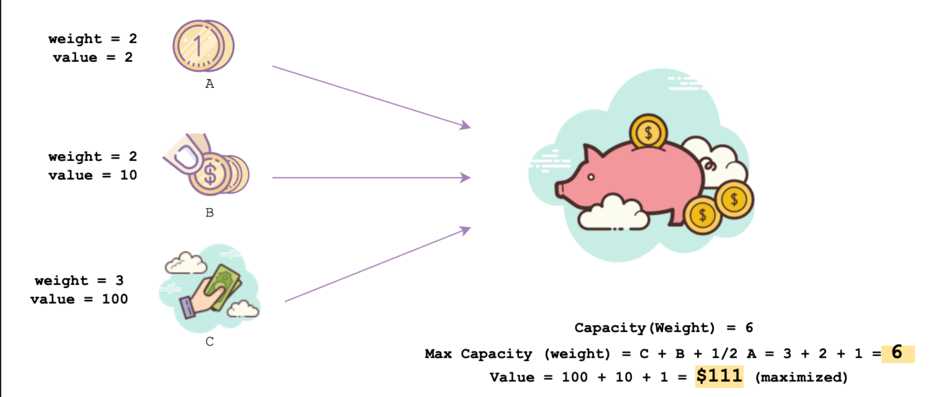 weight = 2
value = 2
1
A
weight = 2
value = 10
$
B
weight = 3
value = 100
C
$
$
$
Capacity(Weight) = 6
Max Capacity (weight) = C + B + 1/2 A = 3 + 2 + 1 = 6
Value = 100 + 10 + 1 = $111 (maximized)